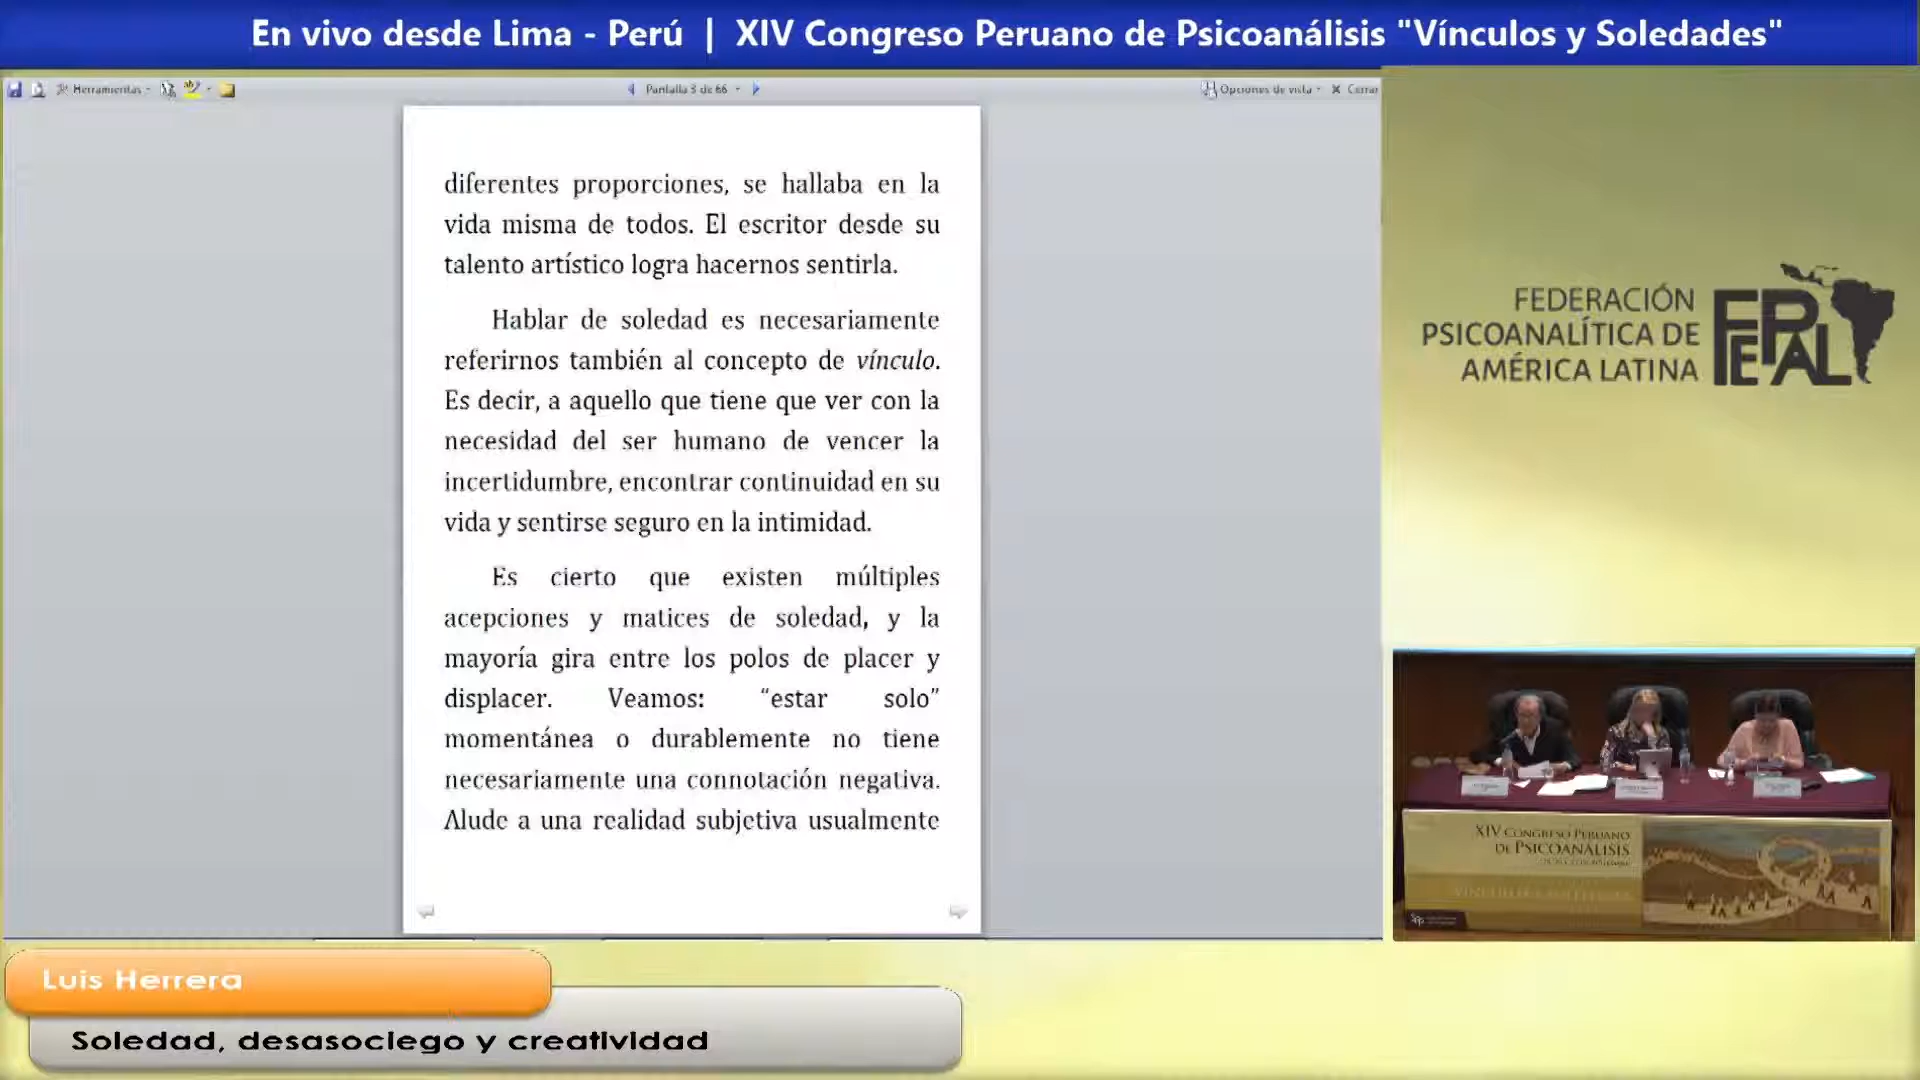 En vivo desde Lima - Perú | XIV Congreso Peruano de Psicoanálisis "Vínculos y Soledades"
Herramientas
Pantalla 3 de 66
Opciones de vista
Cerrar
diferentes proporciones, se hallaba en la
vida misma de todos. El escritor desde su
talento artístico logra hacernos sentirla.
Hablar de soledad es necesariamente
referirnos también al concepto de vínculo.
Es decir, a aquello que tiene que ver con la
necesidad del ser humano de vencer la
incertidumbre, encontrar continuidad en su
vida y sentirse seguro en la intimidad.
Es cierto que existen múltiples
acepciones y matices de soledad, y la
mayoría gira entre los polos de placer y
displacer. Veamos: “estar solo”
momentánea o durablemente no tiene
necesariamente una connotación negativa.
Alude a una realidad subjetiva usualmente
FEDERACIÓN
PSICOANALÍTICA DE
AMÉRICA LATINA
FEPAL
XIV CONGRESO PERUANO
DE PSICOANÁLISIS
VÍNCULOS Y SOLEDADES
SPP
Luis Herrera
Soledad, desasociego y creatividad